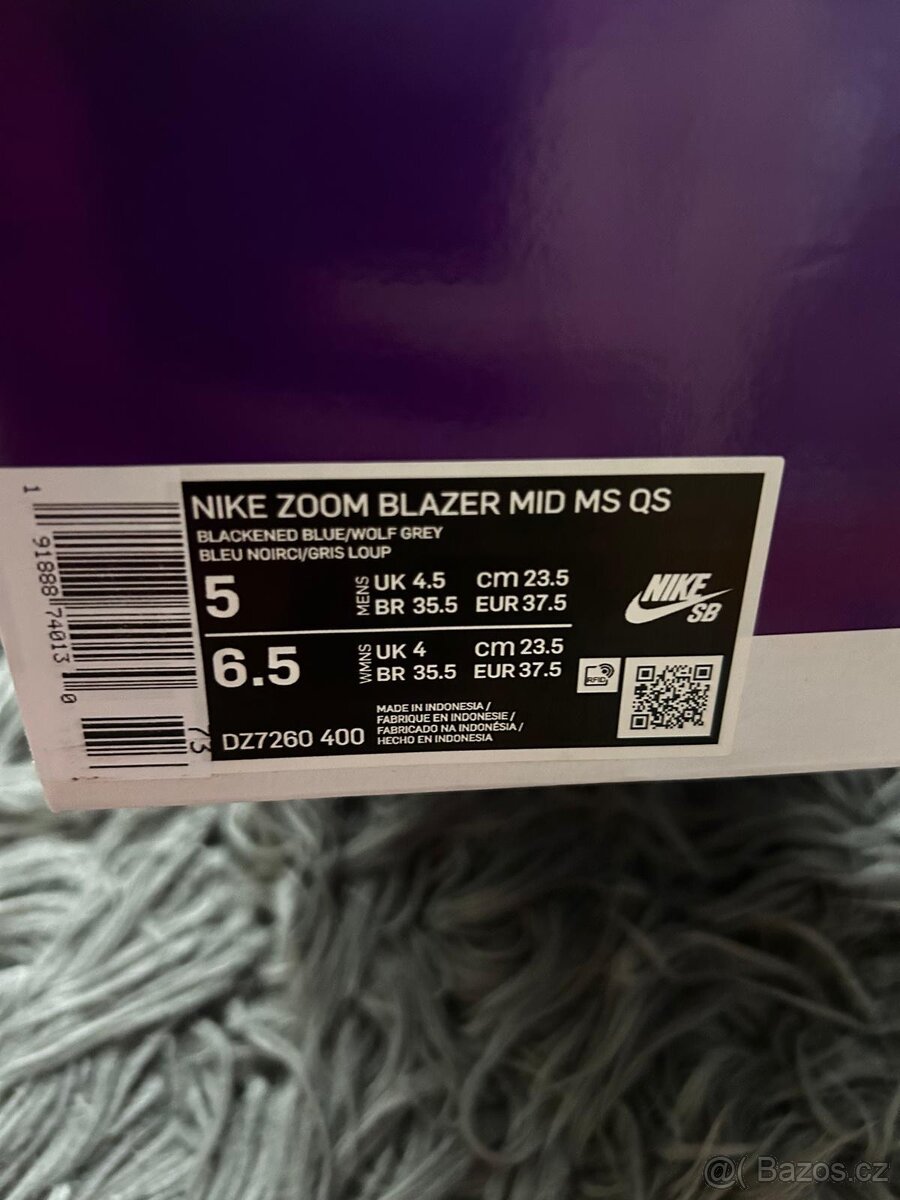 NIKE ZOOM BLAZER MID MS QS
BLACKENED BLUE/WOLF GREY
BLEU NOIRCI/GRIS LOUP
5 MENS UK 4.5 cm 23.5
BR 35.5 EUR 37.5
6.5 WMNS UK 4 cm 23.5
BR 35.5 EUR 37.5
NIKE
SB
RFID
DZ7260 400
MADE IN INDONESIA /
FABRIQUE EN INDONESIE /
FABRICADO NA INDONÉSIA /
HECHO EN INDONESIA
1 91888 74013 0
73
@( Bazos.cz